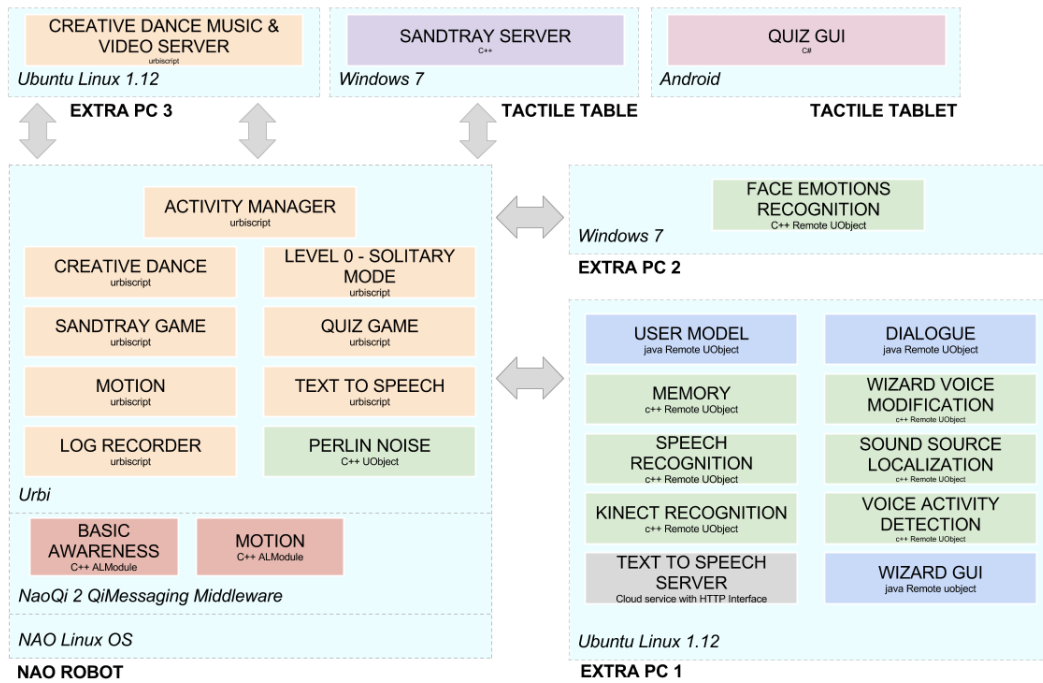 CREATIVE DANCE MUSIC &
VIDEO SERVER
urbiscript
Ubuntu Linux 1.12
EXTRA PC 3
SANDTRAY SERVER
C++
Windows 7
TACTILE TABLE
QUIZ GUI
C#
Android
TACTILE TABLET
ACTIVITY MANAGER
urbiscript
CREATIVE DANCE
urbiscript
LEVEL 0 - SOLITARY
MODE
urbiscript
SANDTRAY GAME
urbiscript
QUIZ GAME
urbiscript
MOTION
urbiscript
TEXT TO SPEECH
urbiscript
LOG RECORDER
urbiscript
PERLIN NOISE
C++ UObject
Urbi
BASIC
AWARENESS
C++ ALModule
MOTION
C++ ALModule
NaoQi 2 QiMessaging Middleware
NAO Linux OS
NAO ROBOT
FACE EMOTIONS
RECOGNITION
C++ Remote UObject
Windows 7
EXTRA PC 2
USER MODEL
java Remote UObject
DIALOGUE
java Remote UObject
MEMORY
c++ Remote UObject
WIZARD VOICE
MODIFICATION
c++ Remote UObject
SPEECH
RECOGNITION
c++ Remote UObject
SOUND SOURCE
LOCALIZATION
c++ Remote UObject
KINECT RECOGNITION
c++ Remote UObject
VOICE ACTIVITY
DETECTION
c++ Remote UObject
TEXT TO SPEECH
SERVER
Cloud service with HTTP Interface
WIZARD GUI
java Remote uobject
Ubuntu Linux 1.12
EXTRA PC 1